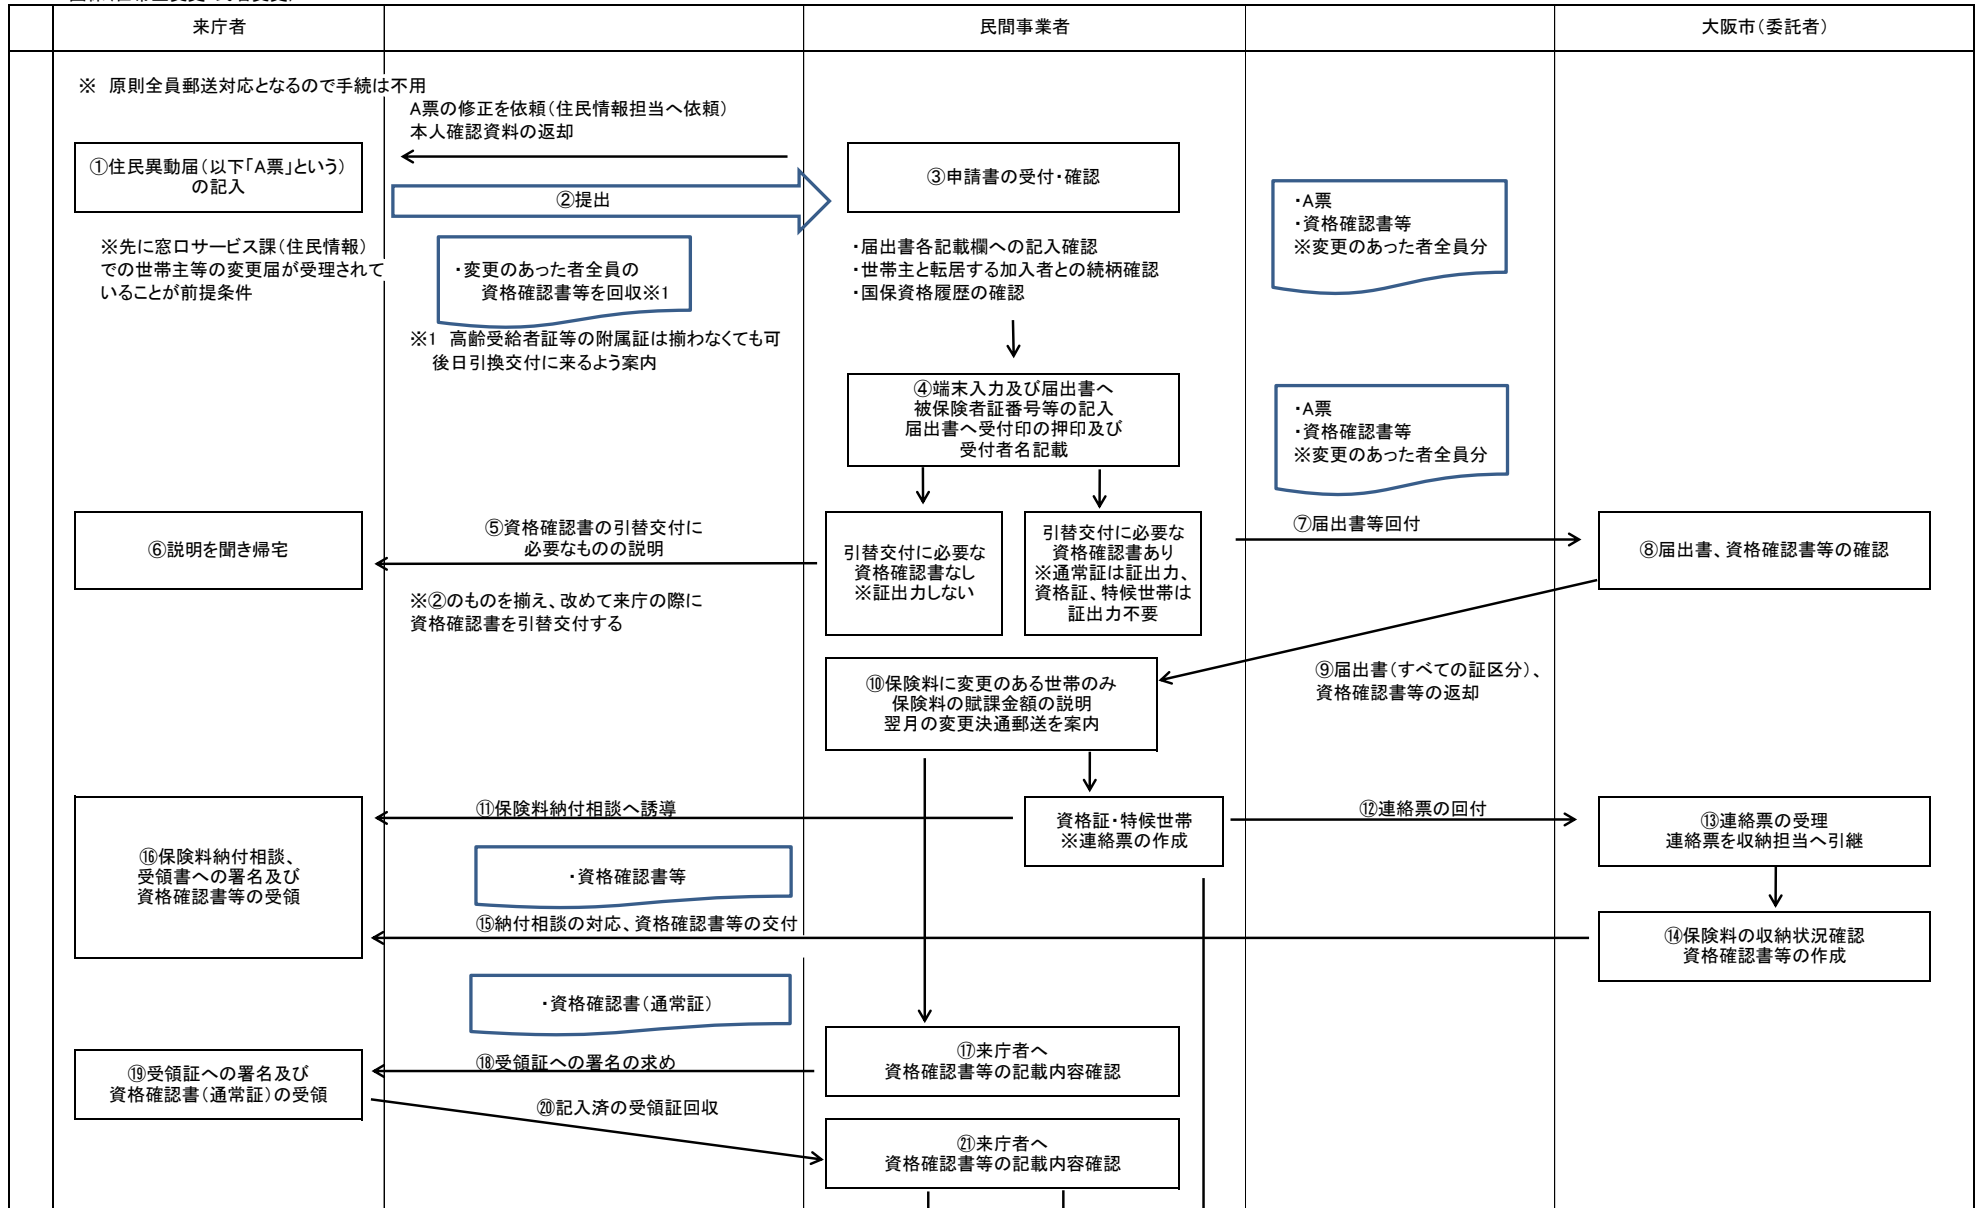 来庁者
民間事業者
大阪市（委託者）
※　原則全員郵送対応となるので手続は不用
A票の修正を依頼（住民情報担当へ依頼）
本人確認資料の返却
①住民異動届（以下「A票」という）
の記入
②提出
③申請書の受付・確認
・A票
・資格確認書等
※変更のあった者全員分
※先に窓口サービス課（住民情報）
での世帯主等の変更届が受理されて
いることが前提条件
・変更のあった者全員の
資格確認書等を回収※1
・届出書各記載欄への記入確認
・世帯主と転居する加入者との続柄確認
・国保資格履歴の確認
※1　高齢受給者証等の附属証は揃わなくても可
後日引換交付に来るよう案内
④端末入力及び届出書へ
被保険者証番号等の記入
届出書へ受付印の押印及び
受付者名記載
・A票
・資格確認書等
※変更のあった者全員分
⑥説明を聞き帰宅
⑤資格確認書の引替交付に
必要なものの説明
引替交付に必要な
資格確認書なし
※証出力しない
引替交付に必要な
資格確認書あり
※通常証は証出力、
資格証、特候世帯は
証出力不要
⑦届出書等回付
⑧届出書、資格確認書等の確認
※②のものを揃え、改めて来庁の際に
資格確認書を引替交付する
⑨届出書（すべての証区分）、
資格確認書等の返却
⑩保険料に変更のある世帯のみ
保険料の賦課金額の説明
翌月の変更決通郵送を案内
⑪保険料納付相談へ誘導
資格証・特候世帯
※連絡票の作成
⑫連絡票の回付
⑬連絡票の受理
連絡票を収納担当へ引継
⑯保険料納付相談、
受領書への署名及び
資格確認書等の受領
・資格確認書等
⑮納付相談の対応、資格確認書等の交付
⑭保険料の収納状況確認
資格確認書等の作成
・資格確認書（通常証）
⑰来庁者へ
資格確認書等の記載内容確認
⑱受領証への署名の求め
⑲受領証への署名及び
資格確認書（通常証）の受領
⑳記入済の受領証回収
㉑来庁者へ
資格確認書等の記載内容確認